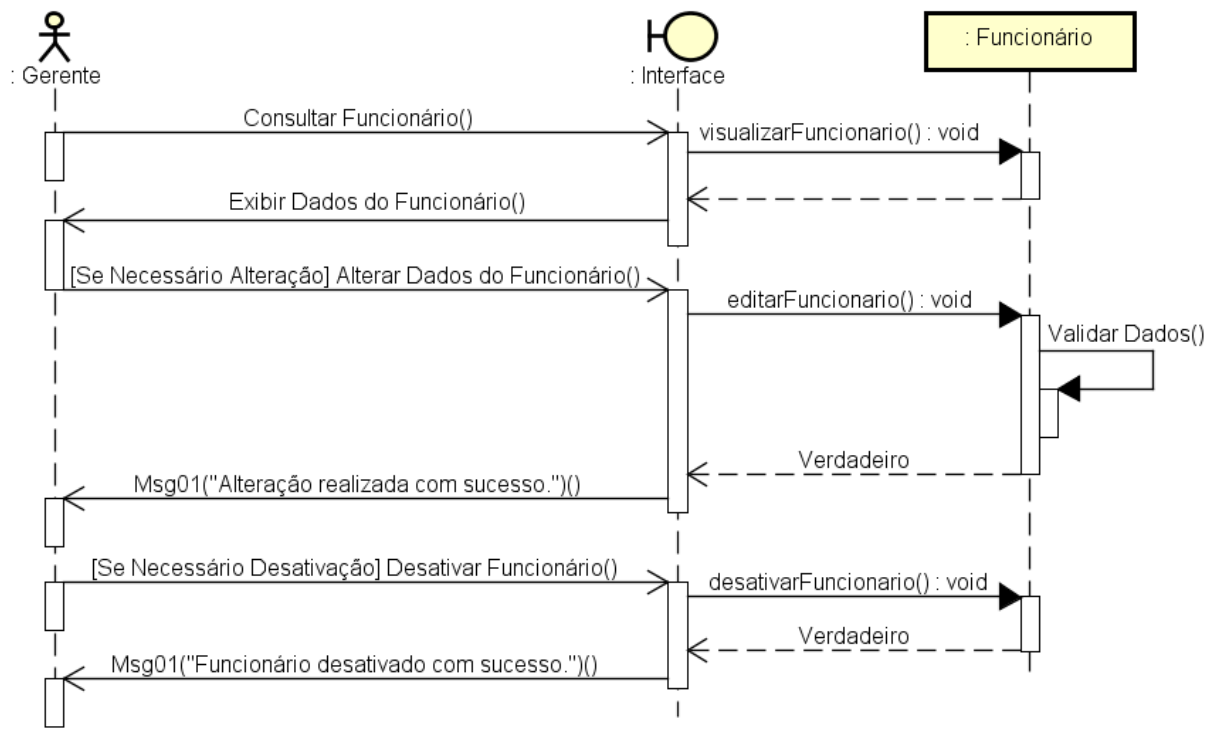 : Gerente
: Interface
: Funcionário
Consultar Funcionário()
visualizarFuncionario() : void
Exibir Dados do Funcionário()
[Se Necessário Alteração] Alterar Dados do Funcionário()
editarFuncionario() : void
Validar Dados()
Verdadeiro
Msg01("Alteração realizada com sucesso.")()
[Se Necessário Desativação] Desativar Funcionário()
desativarFuncionario() : void
Verdadeiro
Msg01("Funcionário desativado com sucesso.")()